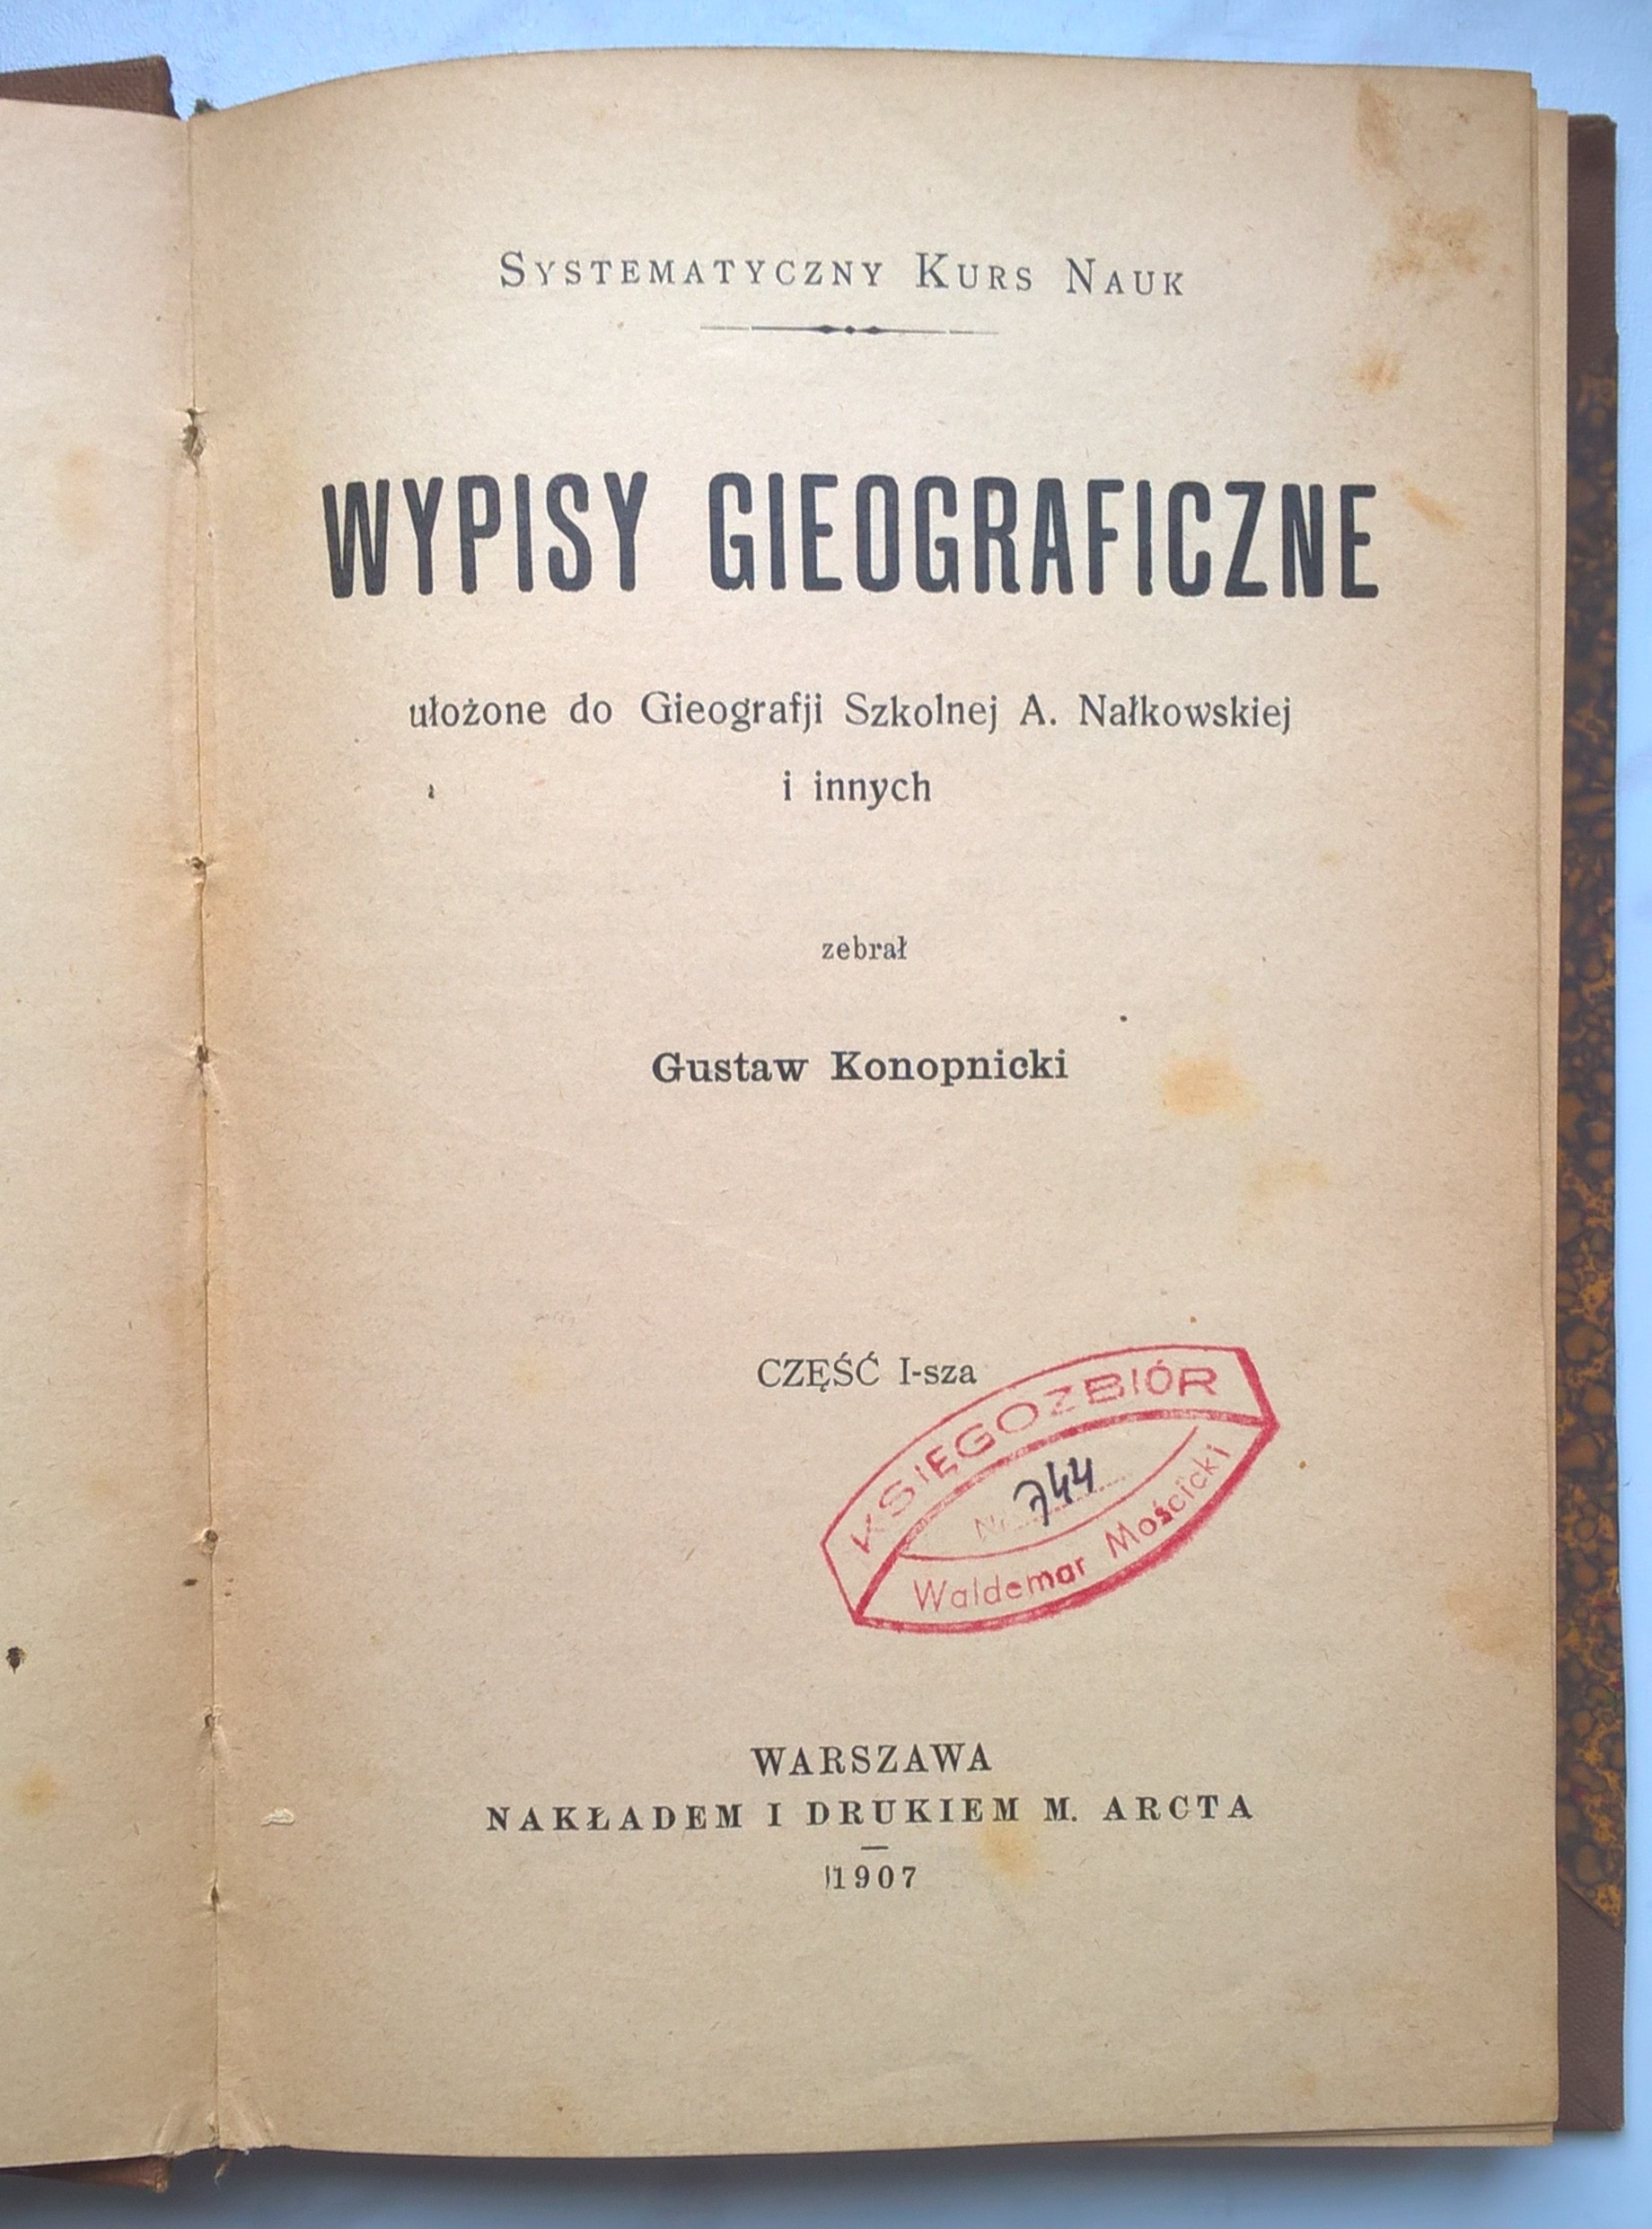 Systematyczny Kurs Nauk
WYPISY GIEOGRAFICZNE
ułożone do Gieografji Szkolnej A. Nałkowskiej
i innych
zebrał
Gustaw Konopnicki
CZĘŚĆ I-sza
KSIĘGOZBIÓR
Nr 744
Waldemar Mościcki
WARSZAWA
NAKŁADEM I DRUKIEM M. ARCTA
1907